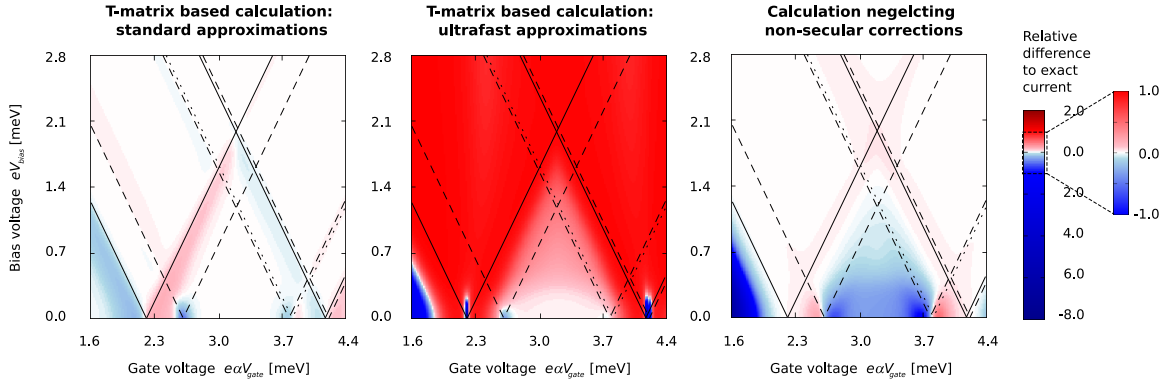 T-matrix based calculation:
standard approximations
T-matrix based calculation:
ultrafast approximations
Calculation negelcting
non-secular corrections
Relative
difference
to exact
current
Bias voltage eV_bias [meV]
2.8
2.1
1.4
0.7
0.0
1.6 2.3 3.0 3.7 4.4
Gate voltage eαV_gate [meV]
2.8
2.1
1.4
0.7
0.0
1.6 2.3 3.0 3.7 4.4
Gate voltage eαV_gate [meV]
2.8
2.1
1.4
0.7
0.0
1.6 2.3 3.0 3.7 4.4
Gate voltage eαV_gate [meV]
2.0
0.0
2.0
4.0
6.0
-8.0
1.0
0.0
-1.0